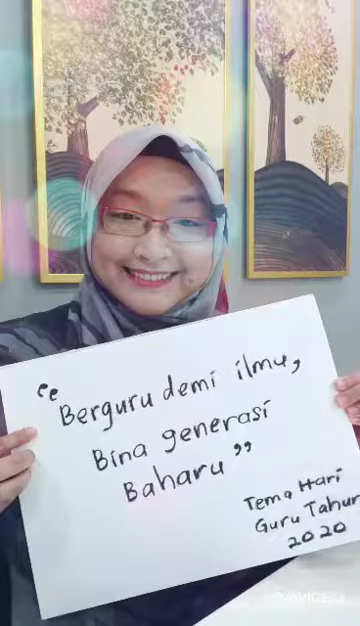 “Berguru demi ilmu,
Bina generasi
Baharu”
Tema Hari
Guru Tahun
2020